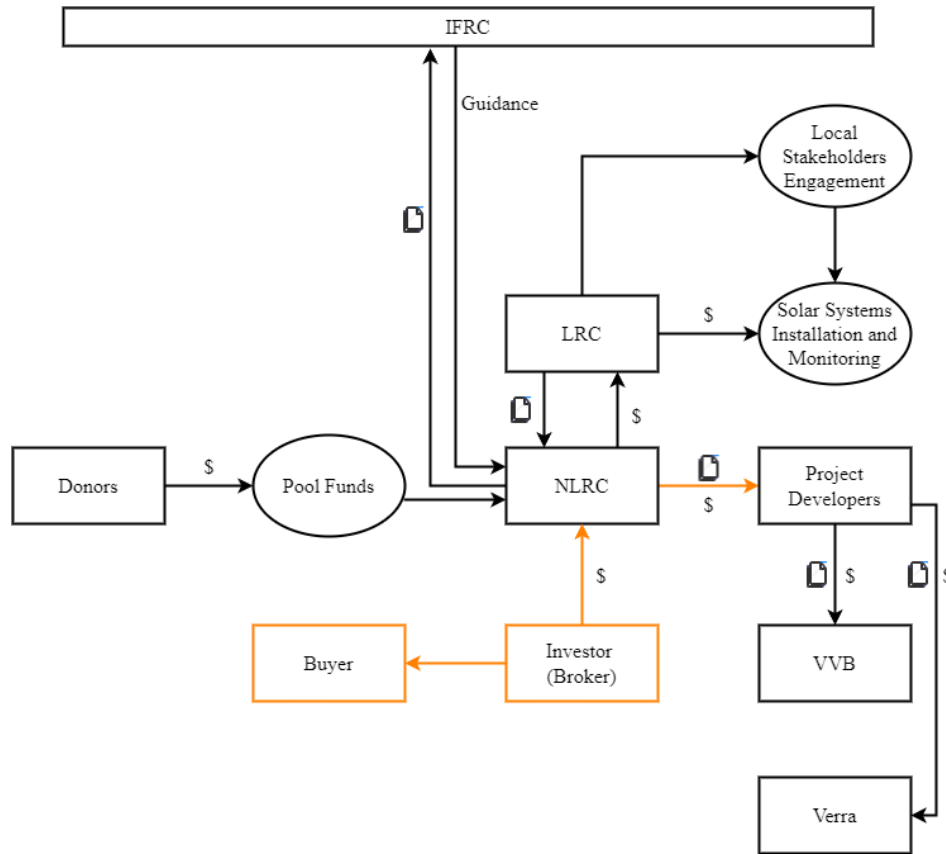 IFRC
Guidance
Local
Stakeholders
Engagement
LRC
$
Solar Systems
Installation and
Monitoring
$
Donors
$
Pool Funds
NLRC
$
Project
Developers
$
$
$
Buyer
Investor
(Broker)
VVB
Verra